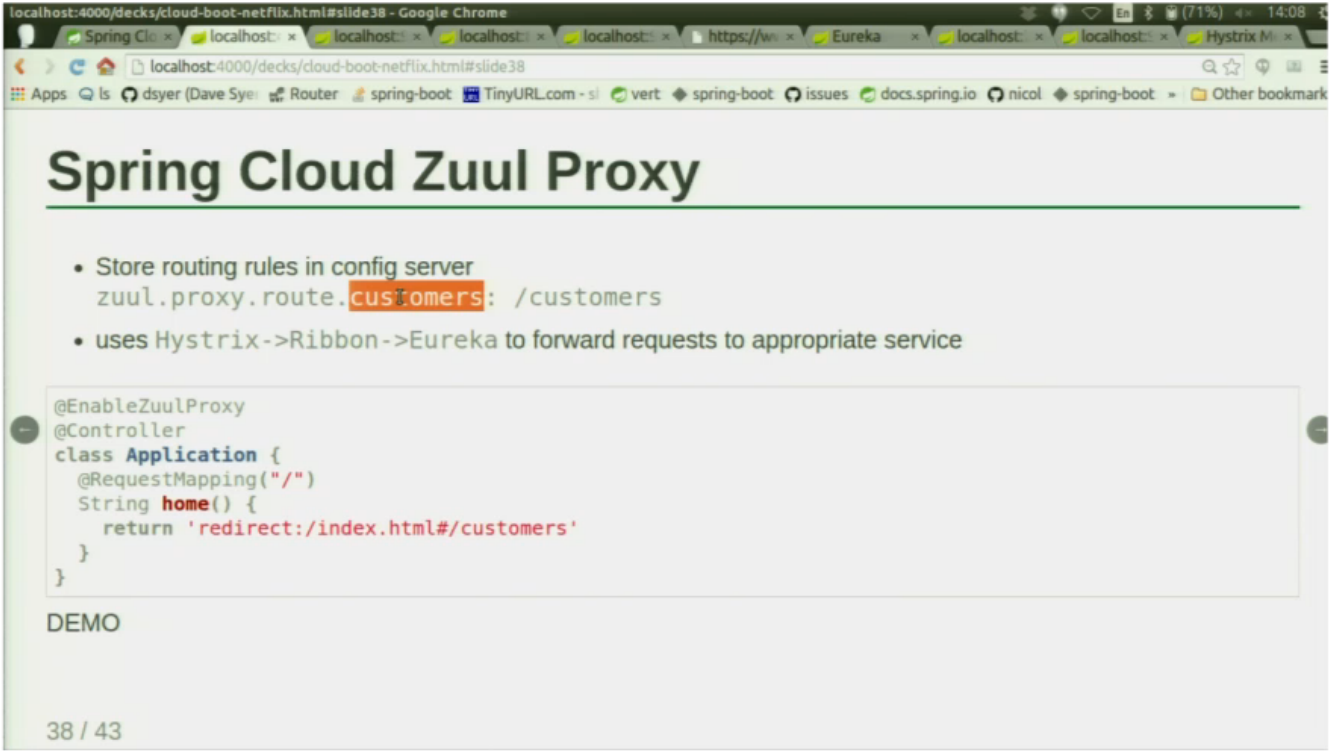 localhost:4000/decks/cloud-boot-netflix.html#slide38 - Google Chrome
En (71%) 14:08
Spring Clo localhost: localhost: localhost: localhost: https://w Eureka localhost: localhost: Hystrix M
localhost:4000/decks/cloud-boot-netflix.html#slide38
Apps ls dsyer (Dave Sye Router spring-boot TinyURL.com - s vert spring-boot issues docs.spring.io nicol spring-boot » Other bookmark
Spring Cloud Zuul Proxy
• Store routing rules in config server
zuul.proxy.route.customers: /customers
• uses Hystrix->Ribbon->Eureka to forward requests to appropriate service
@EnableZuulProxy
@Controller
class Application {
@RequestMapping("/")
String home() {
return 'redirect:/index.html#/customers'
}
}
DEMO
38 / 43